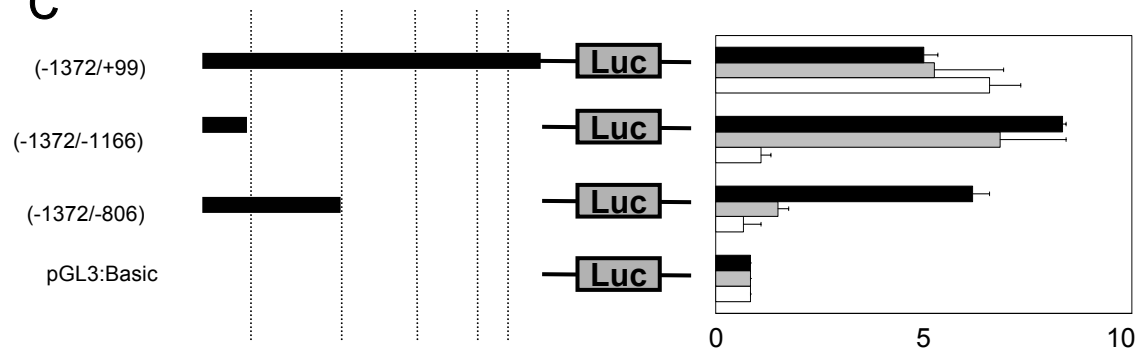 C
(-1372/+99) Luc
(-1372/-1166) Luc
(-1372/-806) Luc
pGL3:Basic Luc
0 5 10